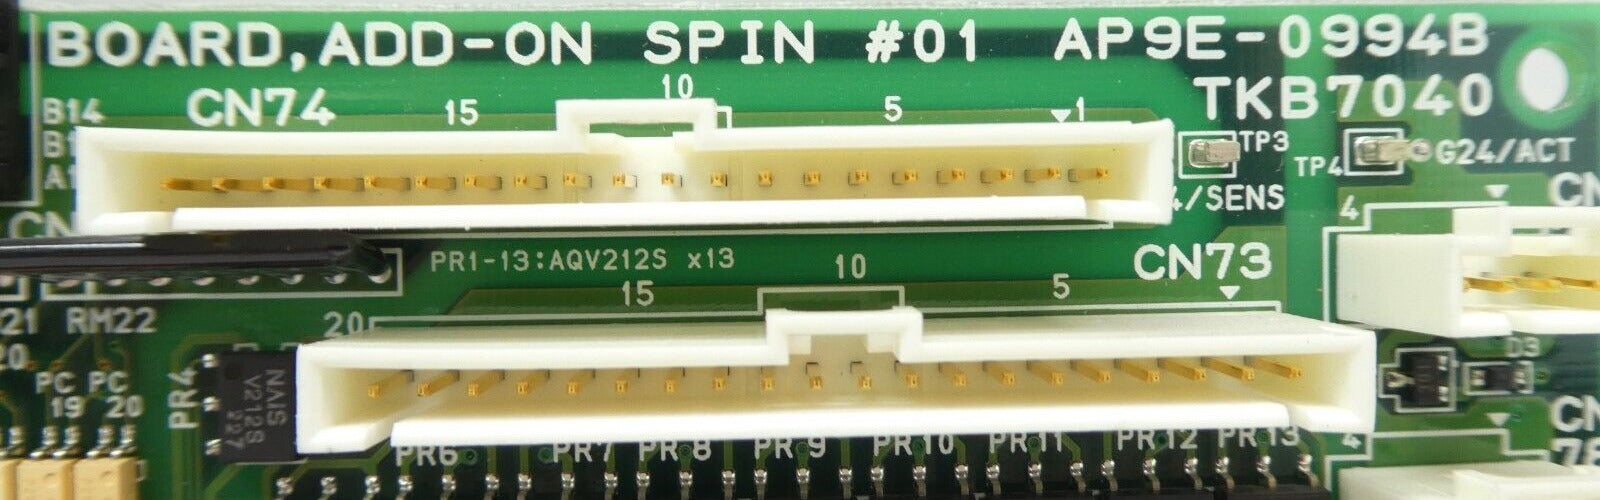 BOARD, ADD-ON SPIN #01 AP9E-0994B
TKB7040
B14 CN74 15 10 5 1
TP3
TP4 G24/ACT
/SENS
4
PR1-13:AQV212S x13
CN73
15 10 5
20
RM22
PC PC
19 20
PR4
NAIS
V212S
227
D3
PR6 PR7 PR8 PR9 PR10 PR11 PR12 PR13
4
CN